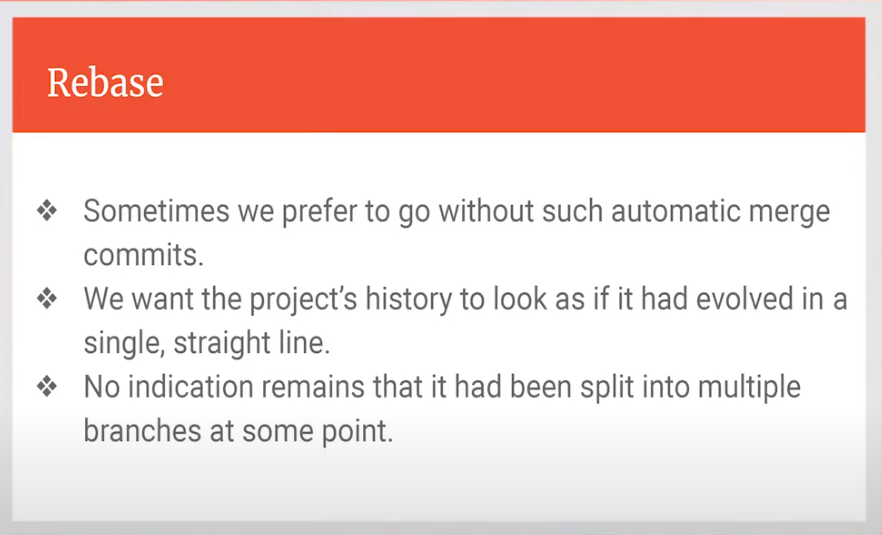 Rebase
❖ Sometimes we prefer to go without such automatic merge
commits.
❖ We want the project’s history to look as if it had evolved in a
single, straight line.
❖ No indication remains that it had been split into multiple
branches at some point.